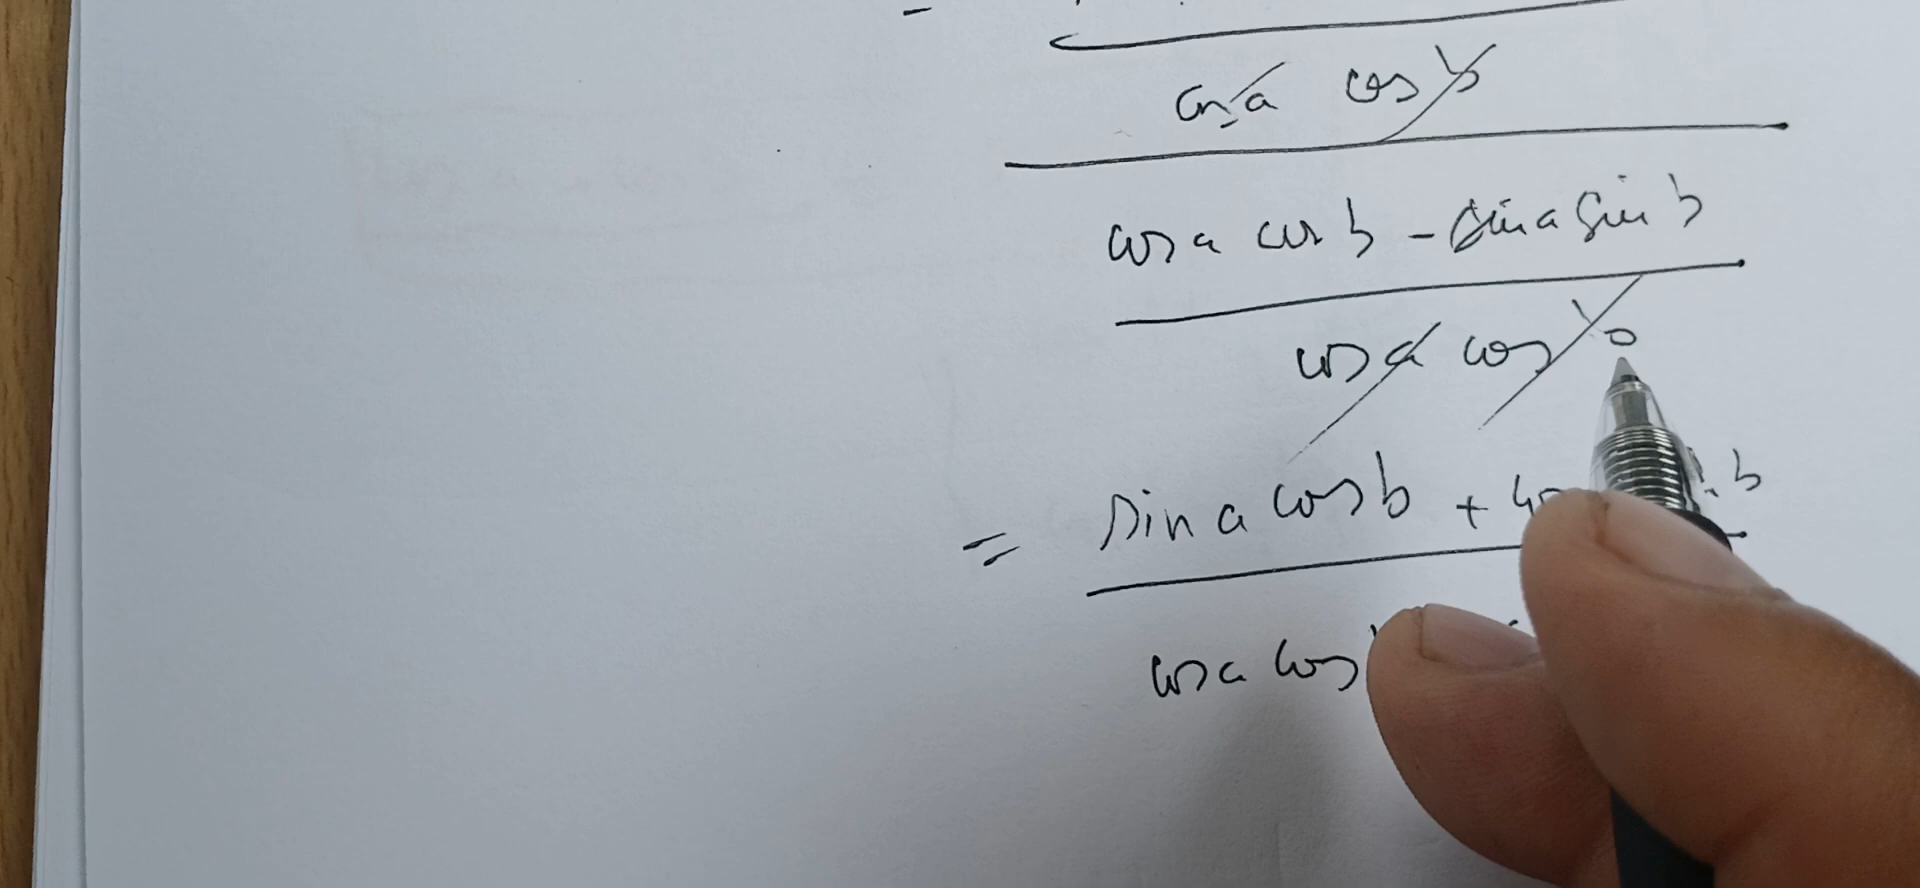 cos a cos b
cos a cos b - sin a sin b
cos a cos b
= sin a cos b +
cos a cos